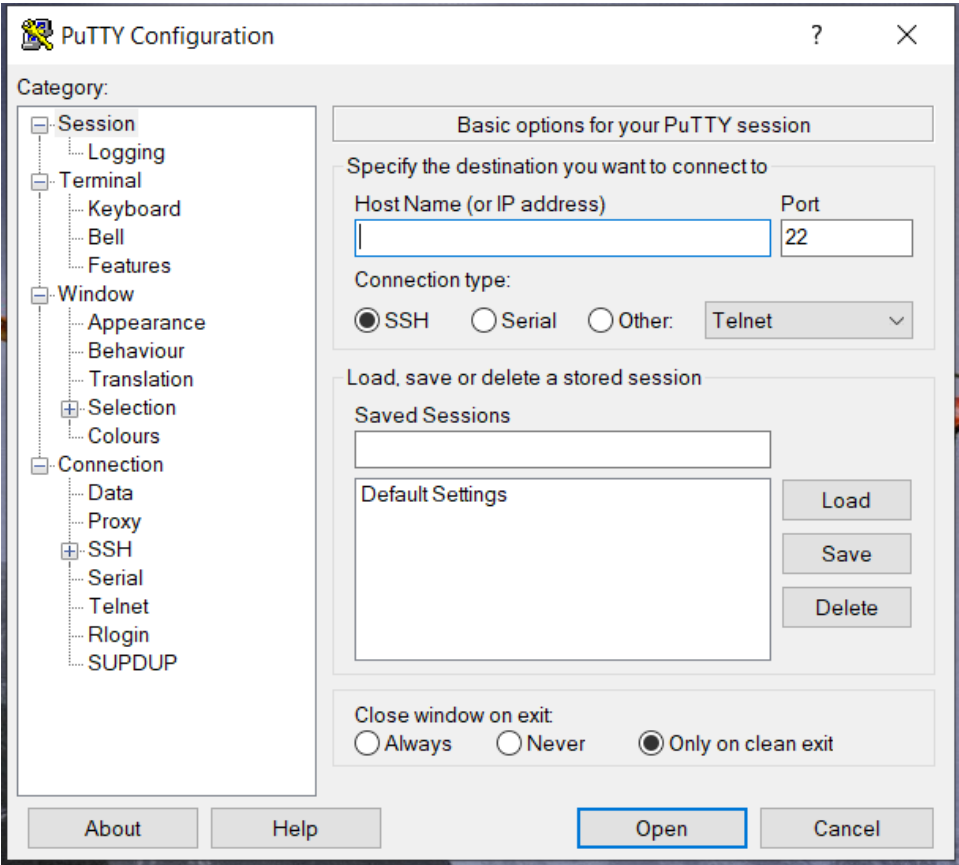 PuTTY Configuration
?
Category:
Session
Logging
Terminal
Keyboard
Bell
Features
Window
Appearance
Behaviour
Translation
Selection
Colours
Connection
Data
Proxy
SSH
Serial
Telnet
Rlogin
SUPDUP
Basic options for your PuTTY session
Specify the destination you want to connect to
Host Name (or IP address) Port
22
Connection type:
SSH Serial Other: Telnet
Load, save or delete a stored session
Saved Sessions
Default Settings
Load
Save
Delete
Close window on exit:
Always Never Only on clean exit
About Help Open Cancel